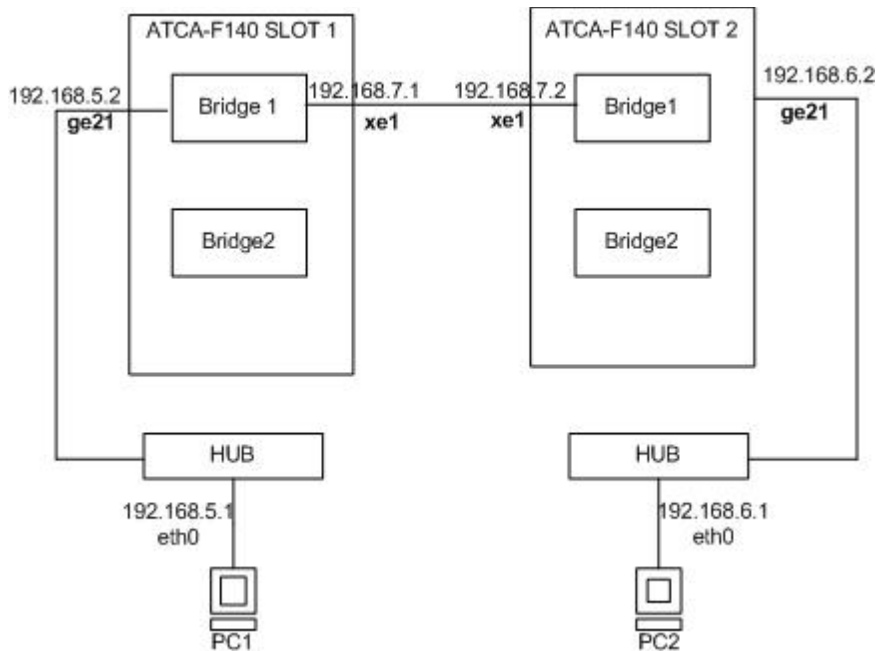 ATCA-F140 SLOT 1
ATCA-F140 SLOT 2
192.168.5.2
ge21
Bridge 1
192.168.7.1
xe1
192.168.7.2
xe1
Bridge1
192.168.6.2
ge21
Bridge2
Bridge2
HUB
HUB
192.168.5.1
eth0
192.168.6.1
eth0
PC1
PC2